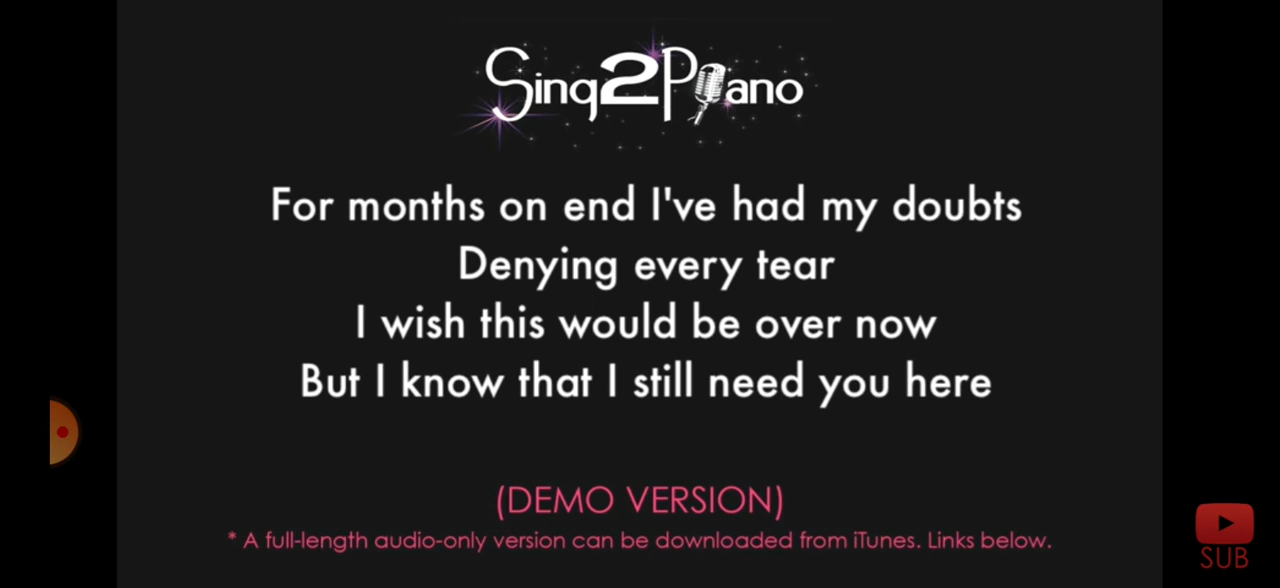 Sing2Piano
For months on end I've had my doubts
Denying every tear
I wish this would be over now
But I know that I still need you here
(DEMO VERSION)
* A full-length audio-only version can be downloaded from iTunes. Links below.
SUB